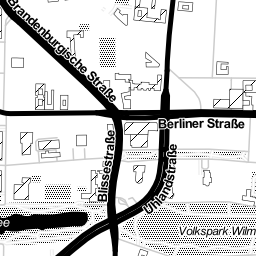 Brandenburgische Straße
Berliner Straße
Blissestraße
Uhlandstraße
Volkspark Wilm